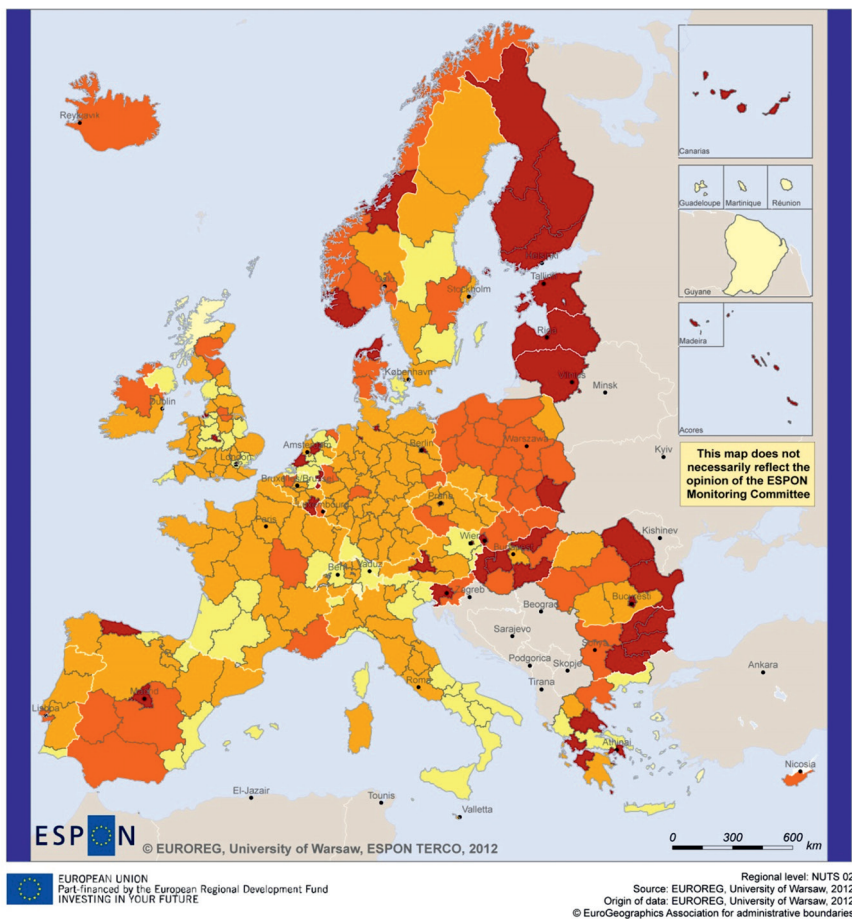 Canarias
Reykjavik
Guadeloupe
Martinique
Réunion
Guyane
Tallinn
Stockholm
Madeira
Riga
Acores
Vilnius
Minsk
København
Dublin
This map does not
necessarily reflect the
opinion of the ESPON
Monitoring Committee
Amsterdam
Berlin
Warszawa
London
Kyiv
Bruxelles/Brussel
Praha
Luxembourg
Paris
Kishinev
Wien
Bern
Vaduz
Zagreb
Bucuresti
Beograd
Sarajevo
Sofiya
Podgorica
Skopje
Ankara
Tirana
Roma
Madrid
Lisboa
Athinai
Nicosia
El-Jazair
Tounis
Valletta
ESPON
© EUROREG, University of Warsaw, ESPON TERCO, 2012
0 300 600
km
EUROPEAN UNION
Part-financed by the European Regional Development Fund
INVESTING IN YOUR FUTURE
Regional level: NUTS 02
Source: EUROREG, University of Warsaw, 2012
Origin of data: EUROREG, University of Warsaw, 2012
© EuroGeographics Association for administrative boundaries